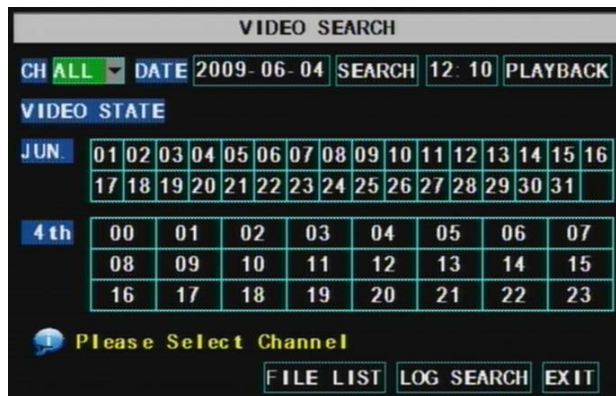 VIDEO SEARCH
CH ALL DATE 2009-06-04 SEARCH 12:10 PLAYBACK
VIDEO STATE
JUN. 01 02 03 04 05 06 07 08 09 10 11 12 13 14 15 16
17 18 19 20 21 22 23 24 25 26 27 28 29 30 31
4th 00 01 02 03 04 05 06 07
08 09 10 11 12 13 14 15
16 17 18 19 20 21 22 23
Please Select Channel
FILE LIST LOG SEARCH EXIT